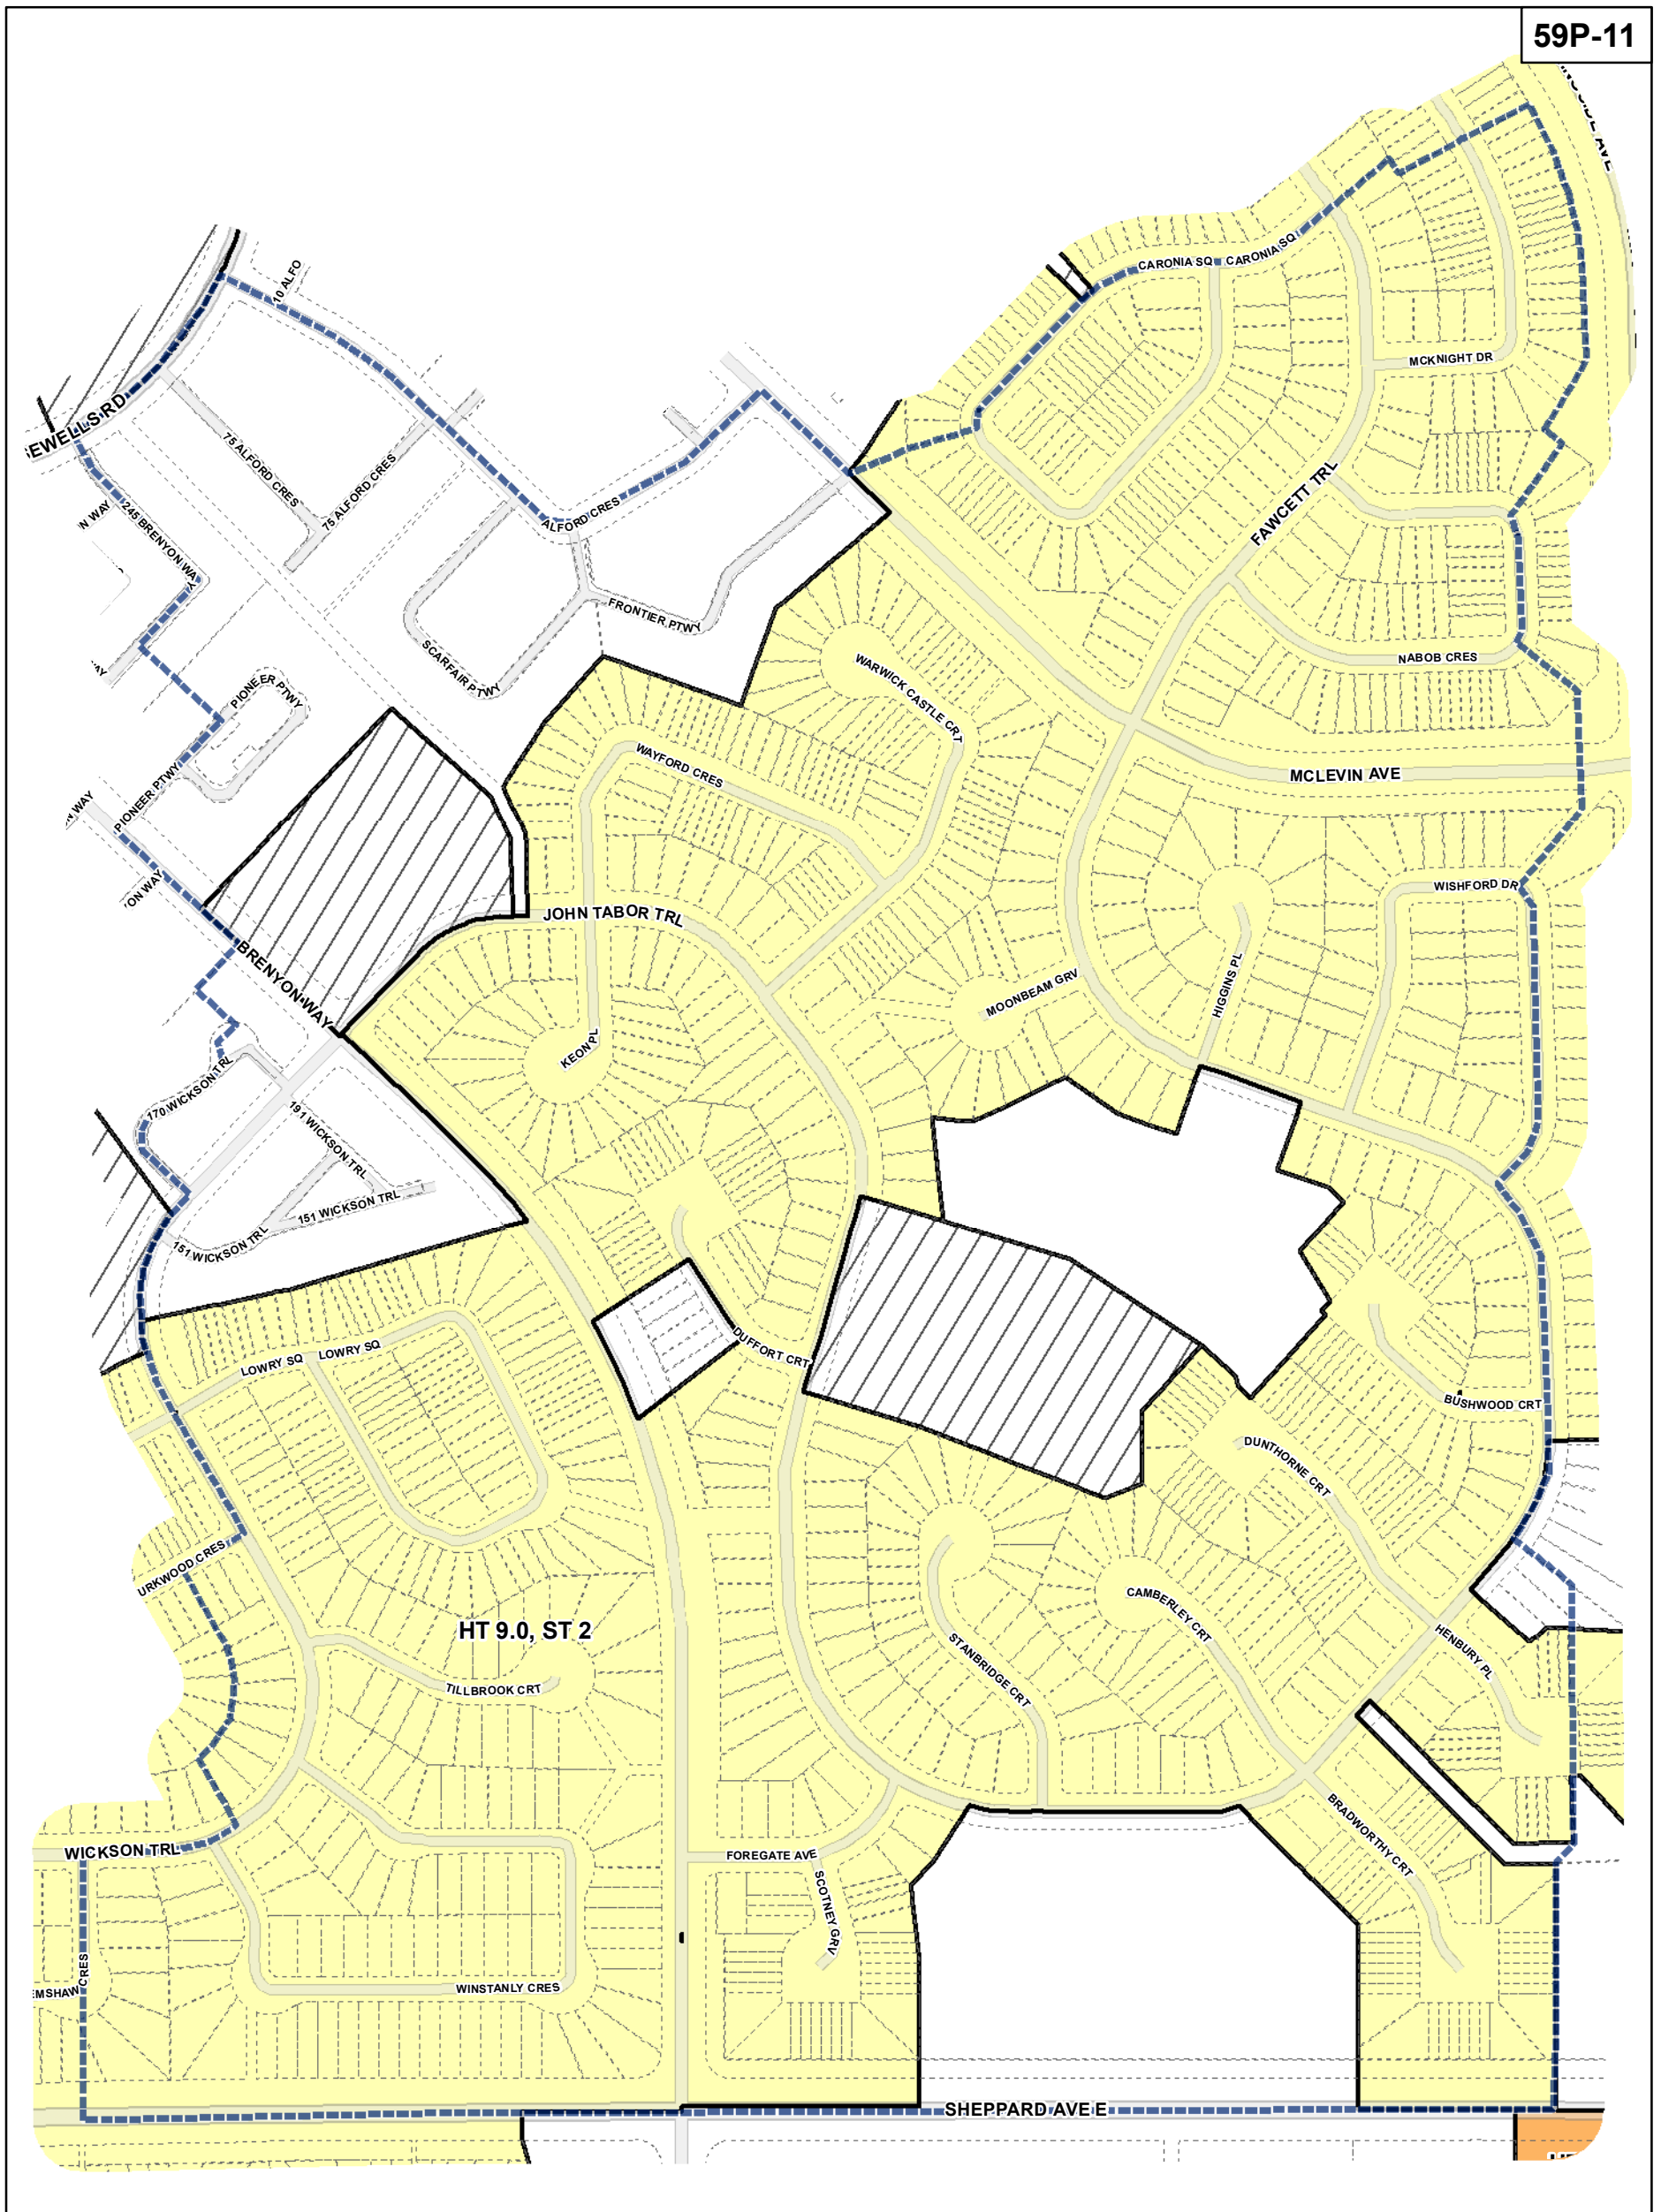 59P-11
10 ALFO
CARONIA SQ
CARONIA SQ
MCKNIGHT DR
75 ALFORD CRES
75 ALFORD CRES
FAWCETT TRL
245 BRENYON WAY
N WAY
ALFORD CRES
FRONTIER PTWY
SCARFAIR PTWY
WARWICK CASTLE CRT
NABOB CRES
PIONEER PTWY
WAYFORD CRES
MCLEVIN AVE
PIONEER PTWY
WISHFORD DR
JOHN TABOR TRL
BRENYON WAY
MOONBEAM GRV
HIGGINS PL
KEON PL
170 WICKSON TRL
191 WICKSON TRL
151 WICKSON TRL
151 WICKSON TRL
DUFFORT CRT
LOWRY SQ
LOWRY SQ
BUSHWOOD CRT
DUNTHORNE CRT
URKWOOD CRES
CAMBERLEY CRT
HT 9.0, ST 2
STANBRIDGE CRT
HENBURY PL
TILLBROOK CRT
BRADWORTHY CRT
WICKSON TRL
FOREGATE AVE
SCOTNEY GRV
EMSHAW CRES
WINSTANLY CRES
SHEPPARD AVE E